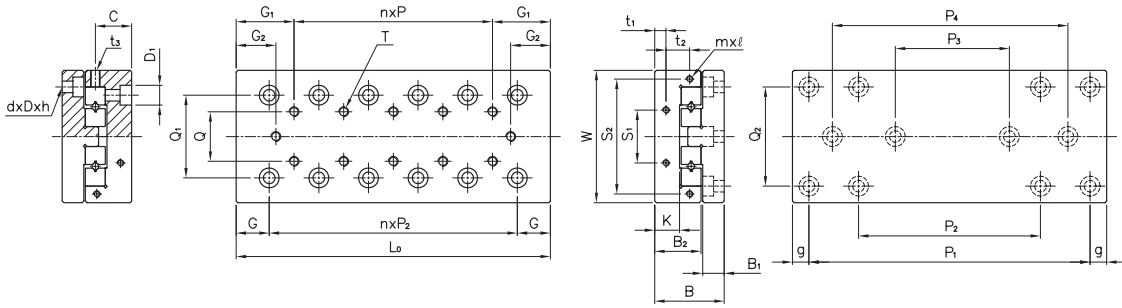 C
t₃
D₁
dxDxh
G₁
nxP
G₁
G₂
G₂
T
Q₁
Q
G
nxP₂
G
L₀
t₁
t₂
mxℓ
W
S₂
S₁
K
B₂
B₁
B
P₄
P₃
Q₂
P₂
g
P₁
g